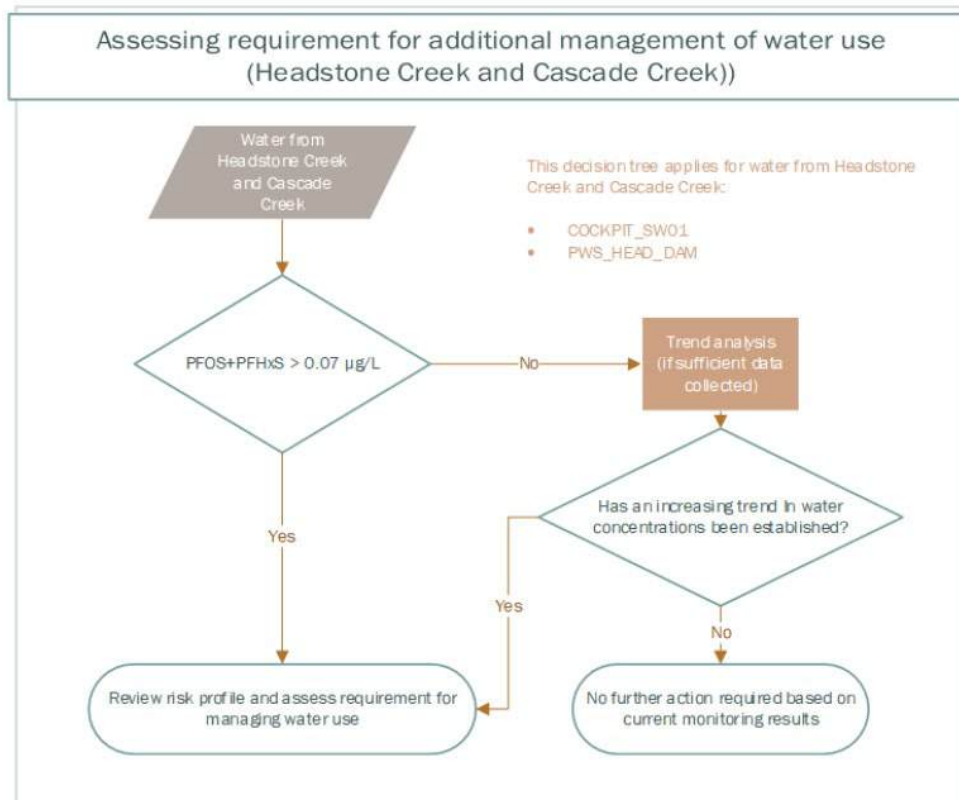 Assessing requirement for additional management of water use
(Headstone Creek and Cascade Creek))
Water from
Headstone Creek
and Cascade
Creek
This decision tree applies for water from Headstone
Creek and Cascade Creek:
• COCKPIT_SW01
• PWS_HEAD_DAM
PFOS+PFHxS > 0.07 µg/L
No
Trend analysis
(if sufficient data
collected)
Has an increasing trend in water
concentrations been established?
Yes
Yes
No
Review risk profile and assess requirement for
managing water use
No further action required based on
current monitoring results